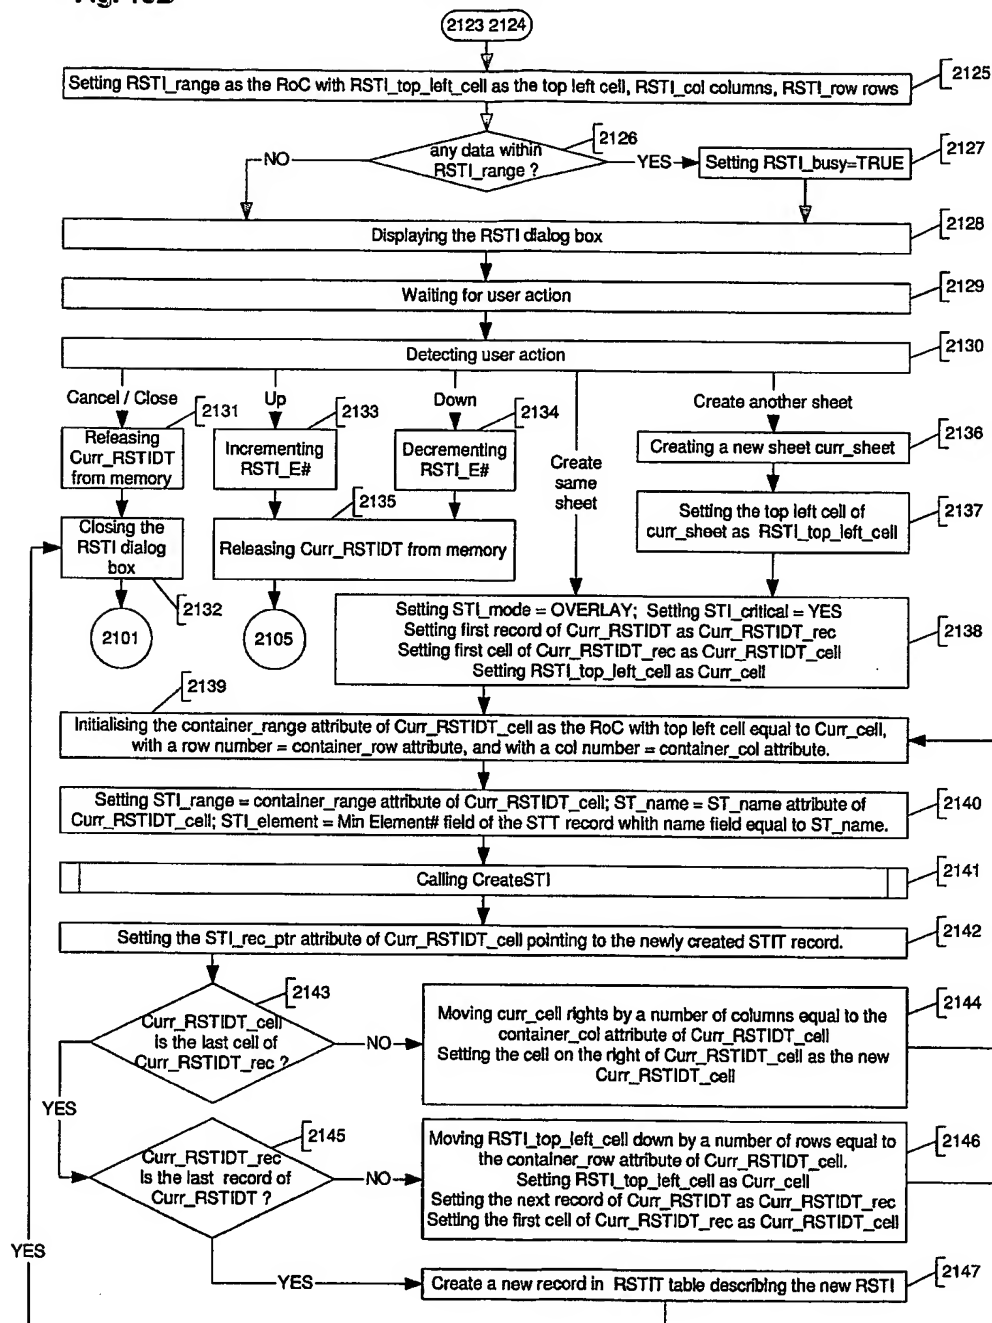 2123 2124
Setting RSTI_range as the RoC with RSTI_top_left_cell as the top left cell, RSTI_col columns, RSTI_row rows
2125
any data within
RSTI_range ?
2126
NO
YES
Setting RSTI_busy=TRUE
2127
Displaying the RSTI dialog box
2128
Waiting for user action
2129
Detecting user action
2130
Cancel / Close
Up
Down
Create another sheet
2131
2133
2134
Releasing
Curr_RSTIDT
from memory
Incrementing
RSTI_E#
Decrementing
RSTI_E#
Create
same
sheet
Creating a new sheet curr_sheet
2136
2135
Closing the
RSTI dialog
box
Releasing Curr_RSTIDT from memory
Setting the top left cell of
curr_sheet as RSTI_top_left_cell
2137
2132
2101
2105
Setting STI_mode = OVERLAY; Setting STI_critical = YES
Setting first record of Curr_RSTIDT as Curr_RSTIDT_rec
Setting first cell of Curr_RSTIDT_rec as Curr_RSTIDT_cell
Setting RSTI_top_left_cell as Curr_cell
2138
2139
Initialising the container_range attribute of Curr_RSTIDT_cell as the RoC with top left cell equal to Curr_cell,
with a row number = container_row attribute, and with a col number = container_col attribute.
Setting STI_range = container_range attribute of Curr_RSTIDT_cell; ST_name = ST_name attribute of
Curr_RSTIDT_cell; STI_element = Min Element# field of the STT record whith name field equal to ST_name.
2140
Calling CreateSTI
2141
Setting the STI_rec_ptr attribute of Curr_RSTIDT_cell pointing to the newly created STIT record.
2142
2143
Curr_RSTIDT_cell
is the last cell of
Curr_RSTIDT_rec ?
NO
Moving curr_cell rights by a number of columns equal to the
container_col attribute of Curr_RSTIDT_cell
Setting the cell on the right of Curr_RSTIDT_cell as the new
Curr_RSTIDT_cell
2144
YES
2145
Curr_RSTIDT_rec
is the last record of
Curr_RSTIDT ?
NO
Moving RSTI_top_left_cell down by a number of rows equal to
the container_row attribute of Curr_RSTIDT_cell.
Setting RSTI_top_left_cell as Curr_cell
Setting the next record of Curr_RSTIDT as Curr_RSTIDT_rec
Setting the first cell of Curr_RSTIDT_rec as Curr_RSTIDT_cell
2146
YES
YES
Create a new record in RSTIT table describing the new RSTI
2147